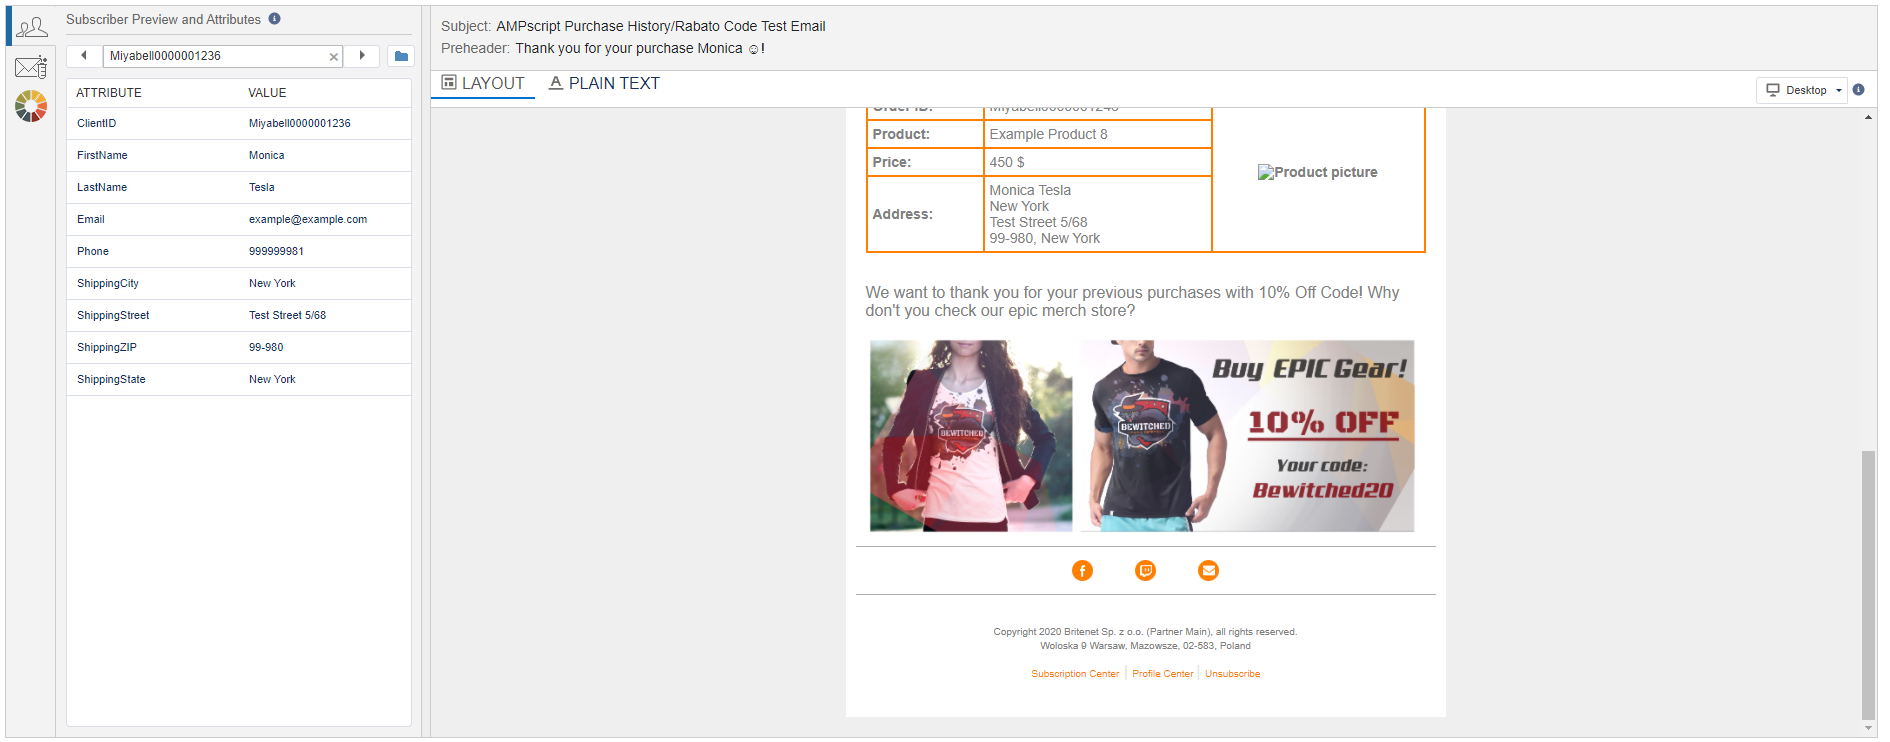 Subscriber Preview and Attributes
Miyabell0000001236
ATTRIBUTE VALUE
ClientID Miyabell0000001236
FirstName Monica
LastName Tesla
Email example@example.com
Phone 999999981
ShippingCity New York
ShippingStreet Test Street 5/68
ShippingZIP 99-980
ShippingState New York
Subject: AMPscript Purchase History/Rabato Code Test Email
Preheader: Thank you for your purchase Monica ☺!
LAYOUT PLAIN TEXT
Desktop
Order ID: Miyabell0000001246
Product: Example Product 8
Price: 450 $
Address:
Monica Tesla
New York
Test Street 5/68
99-980, New York
Product picture
We want to thank you for your previous purchases with 10% Off Code! Why
don't you check our epic merch store?
BEWITCHED
BEWITCHED
Buy EPIC Gear!
10% OFF
Your code:
Bewitched20
Copyright 2020 Britenet Sp. z o.o. (Partner Main), all rights reserved.
Woloska 9 Warsaw, Mazowsze, 02-583, Poland
Subscription Center | Profile Center | Unsubscribe